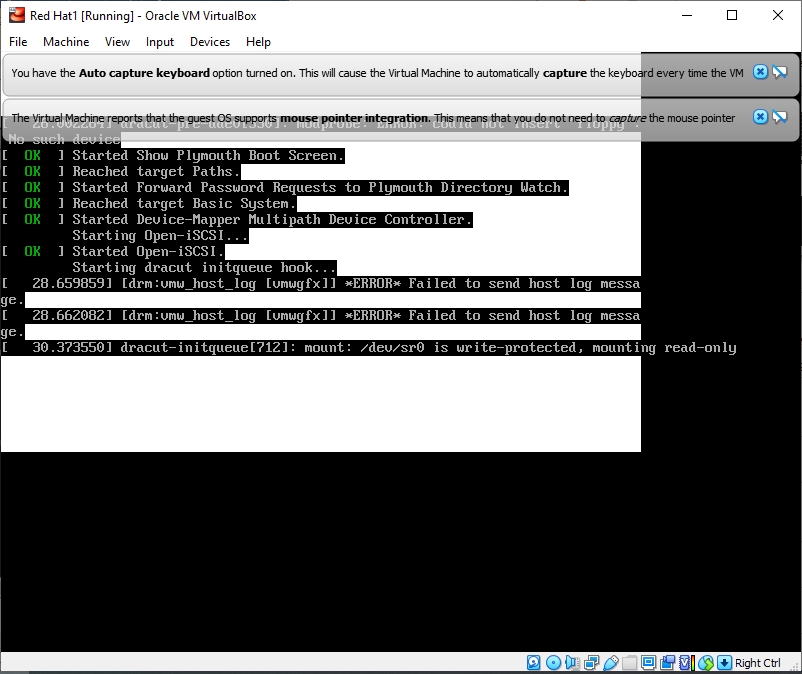 Red Hat1 [Running] - Oracle VM VirtualBox
File Machine View Input Devices Help
You have the Auto capture keyboard option turned on. This will cause the Virtual Machine to automatically capture the keyboard every time the VM
The Virtual Machine reports that the guest OS supports mouse pointer integration. This means that you do not need to capture the mouse pointer
[ 28.002284] dracut-pre-udev[550]: modprobe: ERROR: could not insert 'floppy':
No such device
[ OK ] Started Show Plymouth Boot Screen.
[ OK ] Reached target Paths.
[ OK ] Started Forward Password Requests to Plymouth Directory Watch.
[ OK ] Reached target Basic System.
[ OK ] Started Device-Mapper Multipath Device Controller.
Starting Open-iSCSI...
[ OK ] Started Open-iSCSI.
Starting dracut initqueue hook...
[ 28.659859] [drm:vmw_host_log [vmwgfx]] *ERROR* Failed to send host log messa
ge.
[ 28.662082] [drm:vmw_host_log [vmwgfx]] *ERROR* Failed to send host log messa
ge.
[ 30.373550] dracut-initqueue[712]: mount: /dev/sr0 is write-protected, mounting read-only
Right Ctrl